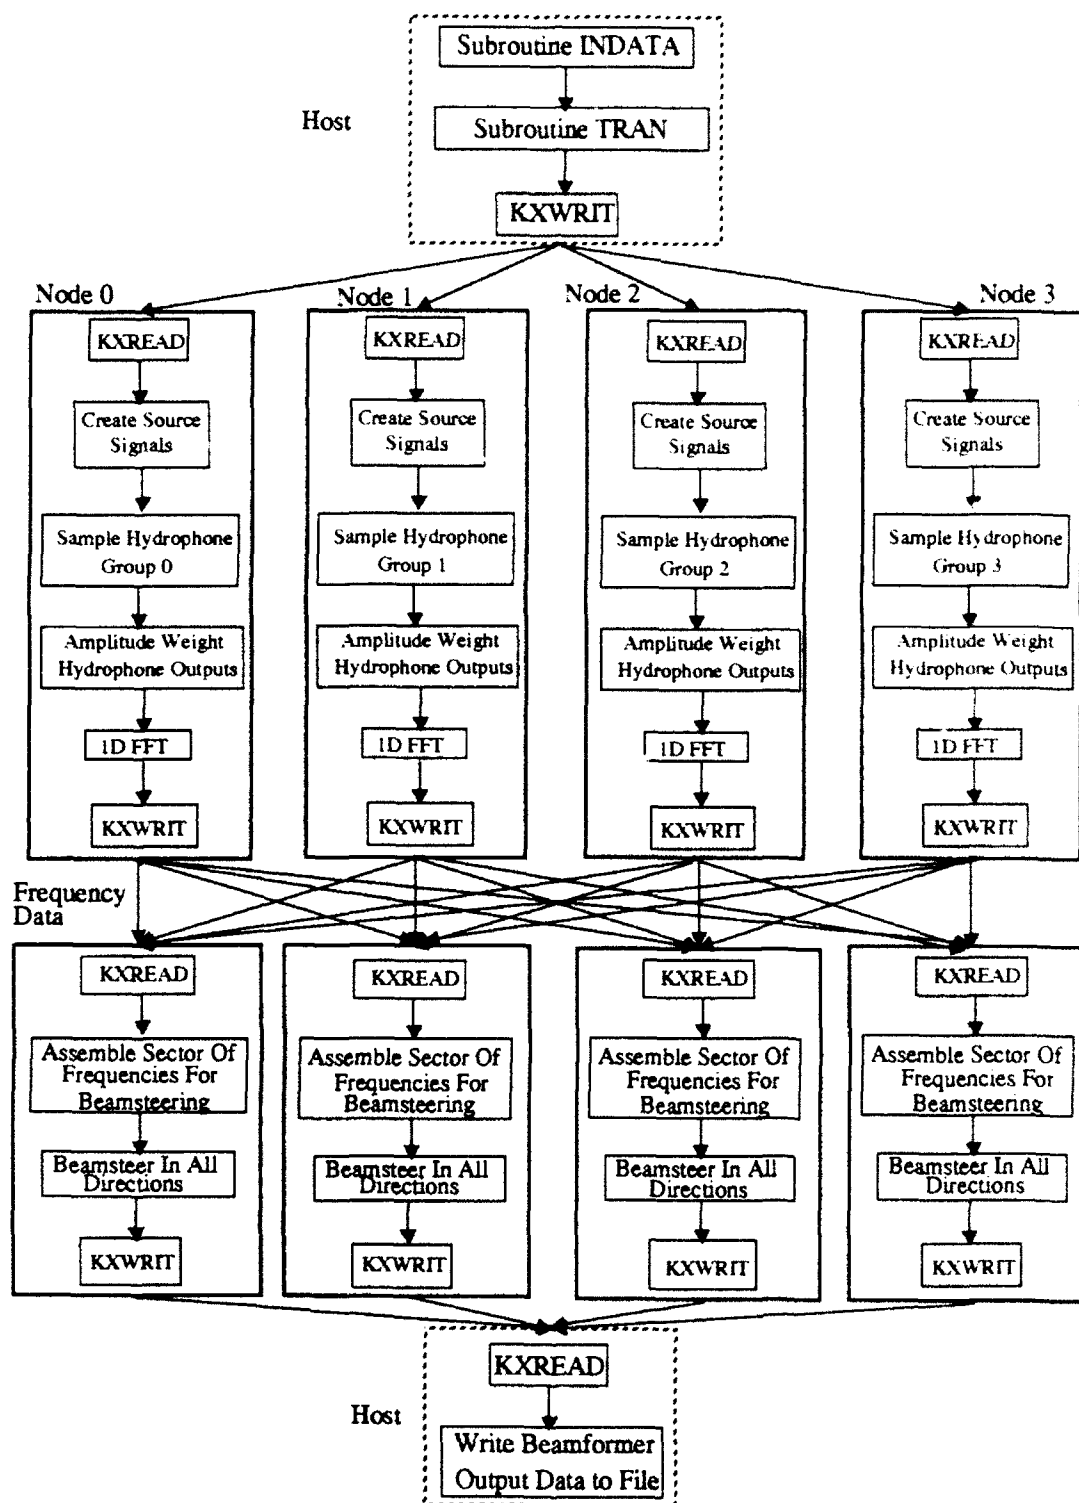 Subroutine INDATA
Host
Subroutine TRAN
KXWRIT
Node 0
Node 1
Node 2
Node 3
KXREAD
KXREAD
KXREAD
KXREAD
Create Source
Signals
Create Source
Signals
Create Source
Signals
Create Source
Signals
Sample Hydrophone
Group 0
Sample Hydrophone
Group 1
Sample Hydrophone
Group 2
Sample Hydrophone
Group 3
Amplitude Weight
Hydrophone Outputs
Amplitude Weight
Hydrophone Outputs
Amplitude Weight
Hydrophone Outputs
Amplitude Weight
Hydrophone Outputs
1D FFT
1D FFT
1D FFT
1D FFT
KXWRIT
KXWRIT
KXWRIT
KXWRIT
Frequency
Data
KXREAD
KXREAD
KXREAD
KXREAD
Assemble Sector Of
Frequencies For
Beamsteering
Assemble Sector Of
Frequencies For
Beamsteering
Assemble Sector Of
Frequencies For
Beamsteering
Assemble Sector Of
Frequencies For
Beamsteering
Beamsteer In All
Directions
Beamsteer In All
Directions
Beamsteer In All
Directions
Beamsteer In All
Directions
KXWRIT
KXWRIT
KXWRIT
KXWRIT
KXREAD
Host
Write Beamformer
Output Data to File